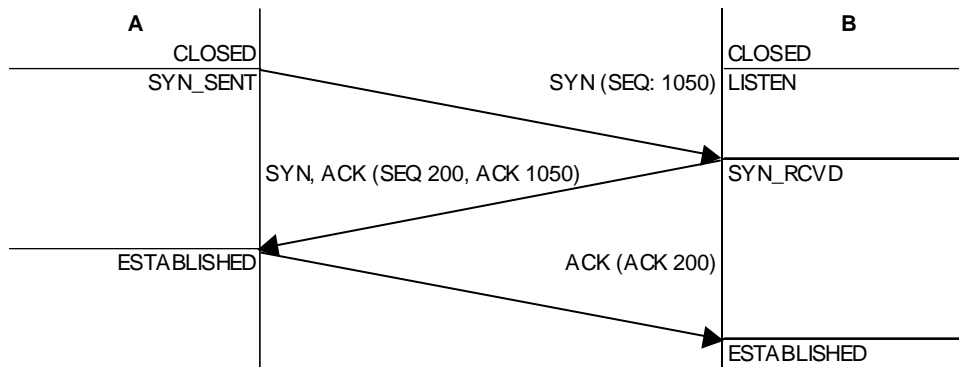 A
B
CLOSED
CLOSED
SYN_SENT
SYN (SEQ: 1050)
LISTEN
SYN, ACK (SEQ 200, ACK 1050)
SYN_RCVD
ESTABLISHED
ACK (ACK 200)
ESTABLISHED